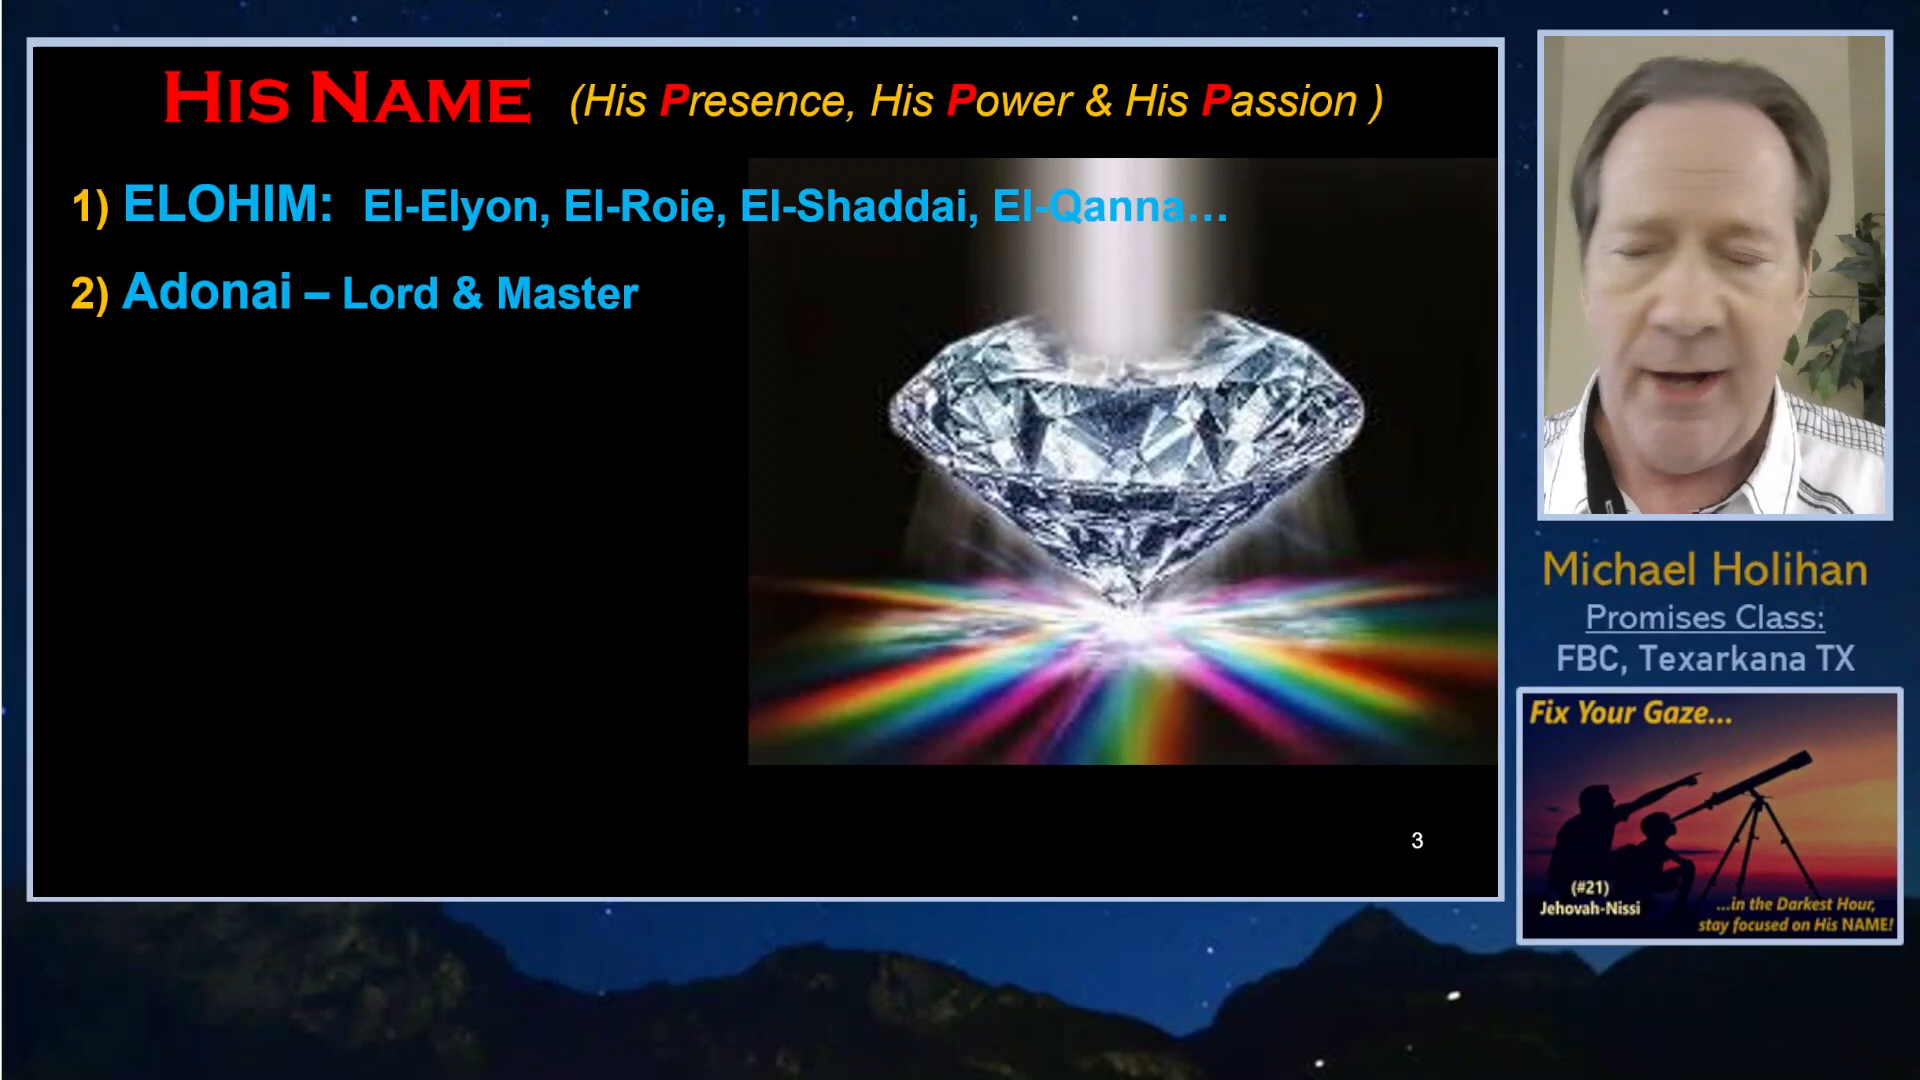 HIS NAME (His Presence, His Power & His Passion )
1) ELOHIM: El-Elyon, El-Roie, El-Shaddai, El-Qanna…
2) Adonai – Lord & Master
3
Michael Holihan
Promises Class:
FBC, Texarkana TX
Fix Your Gaze...
(#21)
Jehovah-Nissi
...in the Darkest Hour,
stay focused on His NAME!